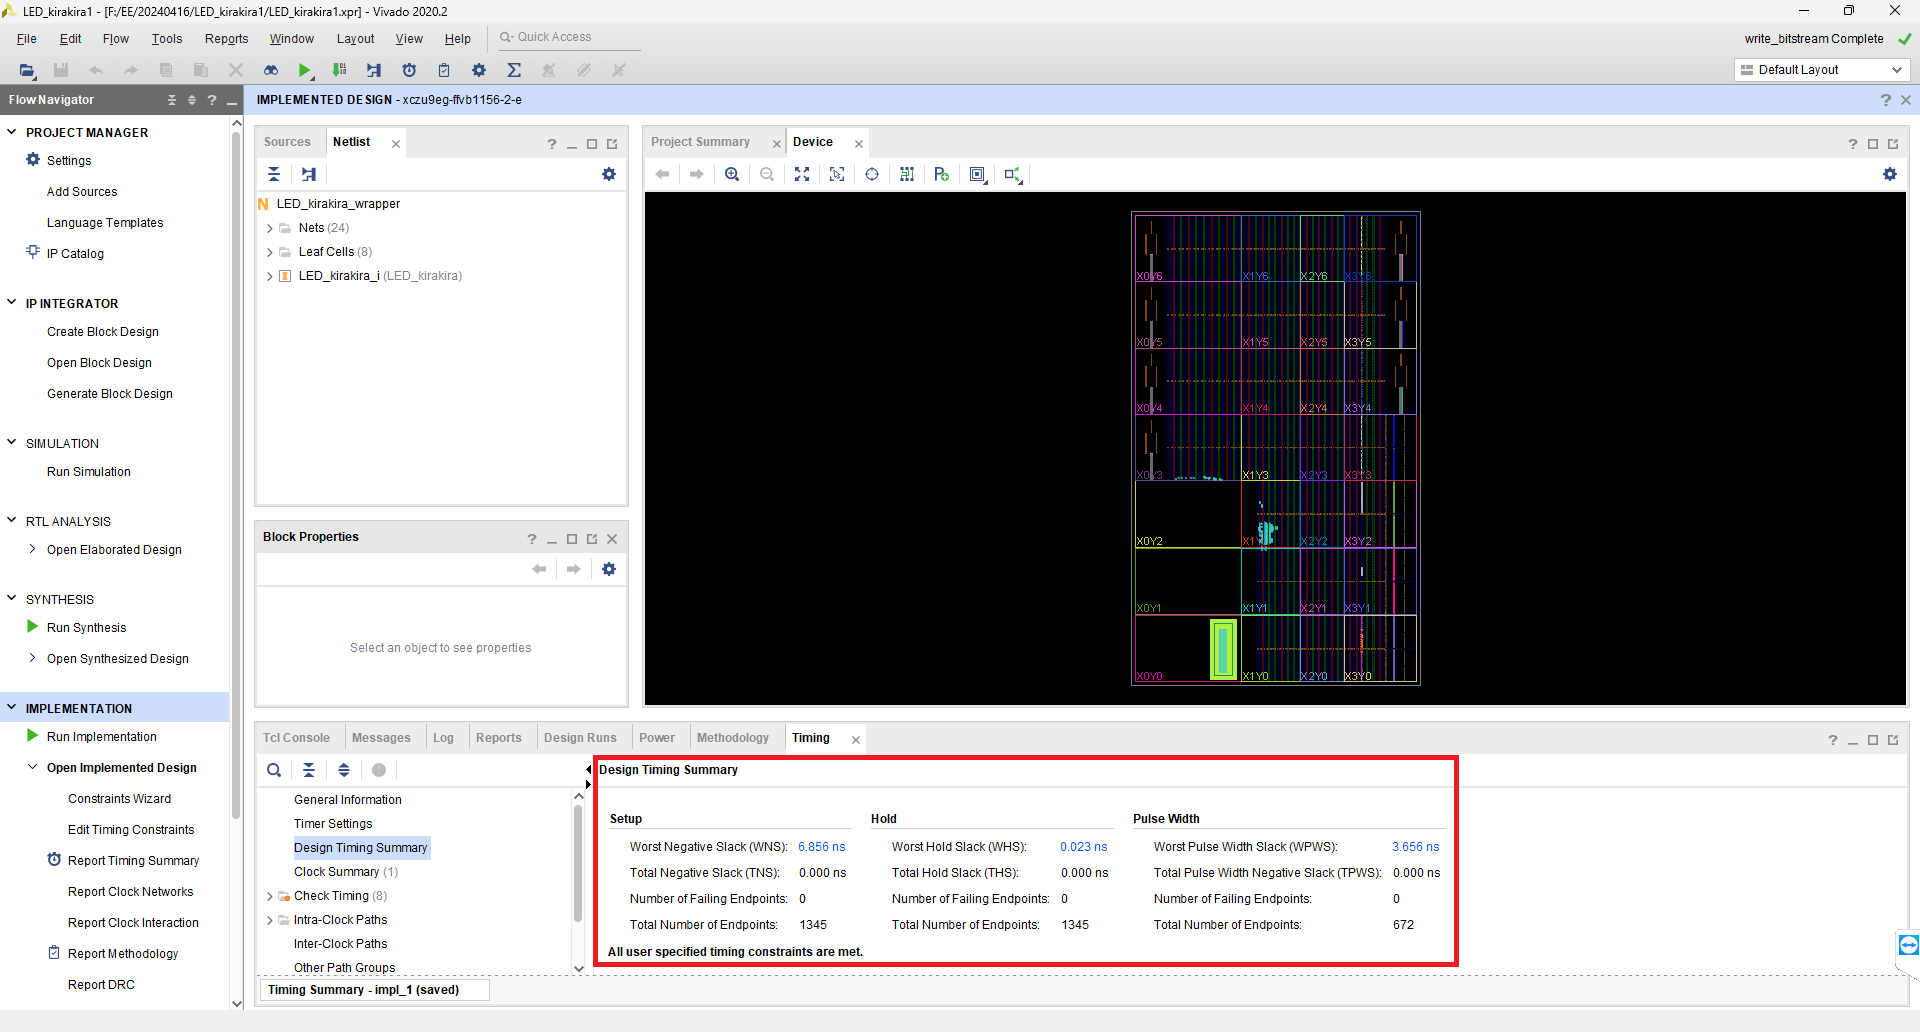 LED_kirakira1 - [F:/EE/20240416/LED_kirakira1/LED_kirakira1.xpr] - Vivado 2020.2
File Edit Flow Tools Reports Window Layout View Help Quick Access
write_bitstream Complete
Default Layout
Flow Navigator
IMPLEMENTED DESIGN - xczu9eg-ffvb1156-2-e
PROJECT MANAGER
Settings
Add Sources
Language Templates
IP Catalog
IP INTEGRATOR
Create Block Design
Open Block Design
Generate Block Design
SIMULATION
Run Simulation
RTL ANALYSIS
Open Elaborated Design
SYNTHESIS
Run Synthesis
Open Synthesized Design
IMPLEMENTATION
Run Implementation
Open Implemented Design
Constraints Wizard
Edit Timing Constraints
Report Timing Summary
Report Clock Networks
Report Clock Interaction
Report Methodology
Report DRC
Sources Netlist
LED_kirakira_wrapper
Nets (24)
Leaf Cells (8)
LED_kirakira_i (LED_kirakira)
Block Properties
Select an object to see properties
Project Summary Device
X0Y6 X1Y6 X2Y6 X3Y6
X0Y5 X1Y5 X2Y5 X3Y5
X0Y4 X1Y4 X2Y4 X3Y4
X0Y3 X1Y3 X2Y3 X3Y3
X0Y2 X2Y2 X3Y2
X0Y1 X1Y1 X2Y1 X3Y1
X0Y0 X1Y0 X2Y0 X3Y0
Tcl Console Messages Log Reports Design Runs Power Methodology Timing
General Information
Timer Settings
Design Timing Summary
Clock Summary (1)
Check Timing (8)
Intra-Clock Paths
Inter-Clock Paths
Other Path Groups
Design Timing Summary
Setup Hold Pulse Width
Worst Negative Slack (WNS): 6.856 ns Worst Hold Slack (WHS): 0.023 ns Worst Pulse Width Slack (WPWS): 3.656 ns
Total Negative Slack (TNS): 0.000 ns Total Hold Slack (THS): 0.000 ns Total Pulse Width Negative Slack (TPWS): 0.000 ns
Number of Failing Endpoints: 0 Number of Failing Endpoints: 0 Number of Failing Endpoints: 0
Total Number of Endpoints: 1345 Total Number of Endpoints: 1345 Total Number of Endpoints: 672
All user specified timing constraints are met.
Timing Summary - impl_1 (saved)